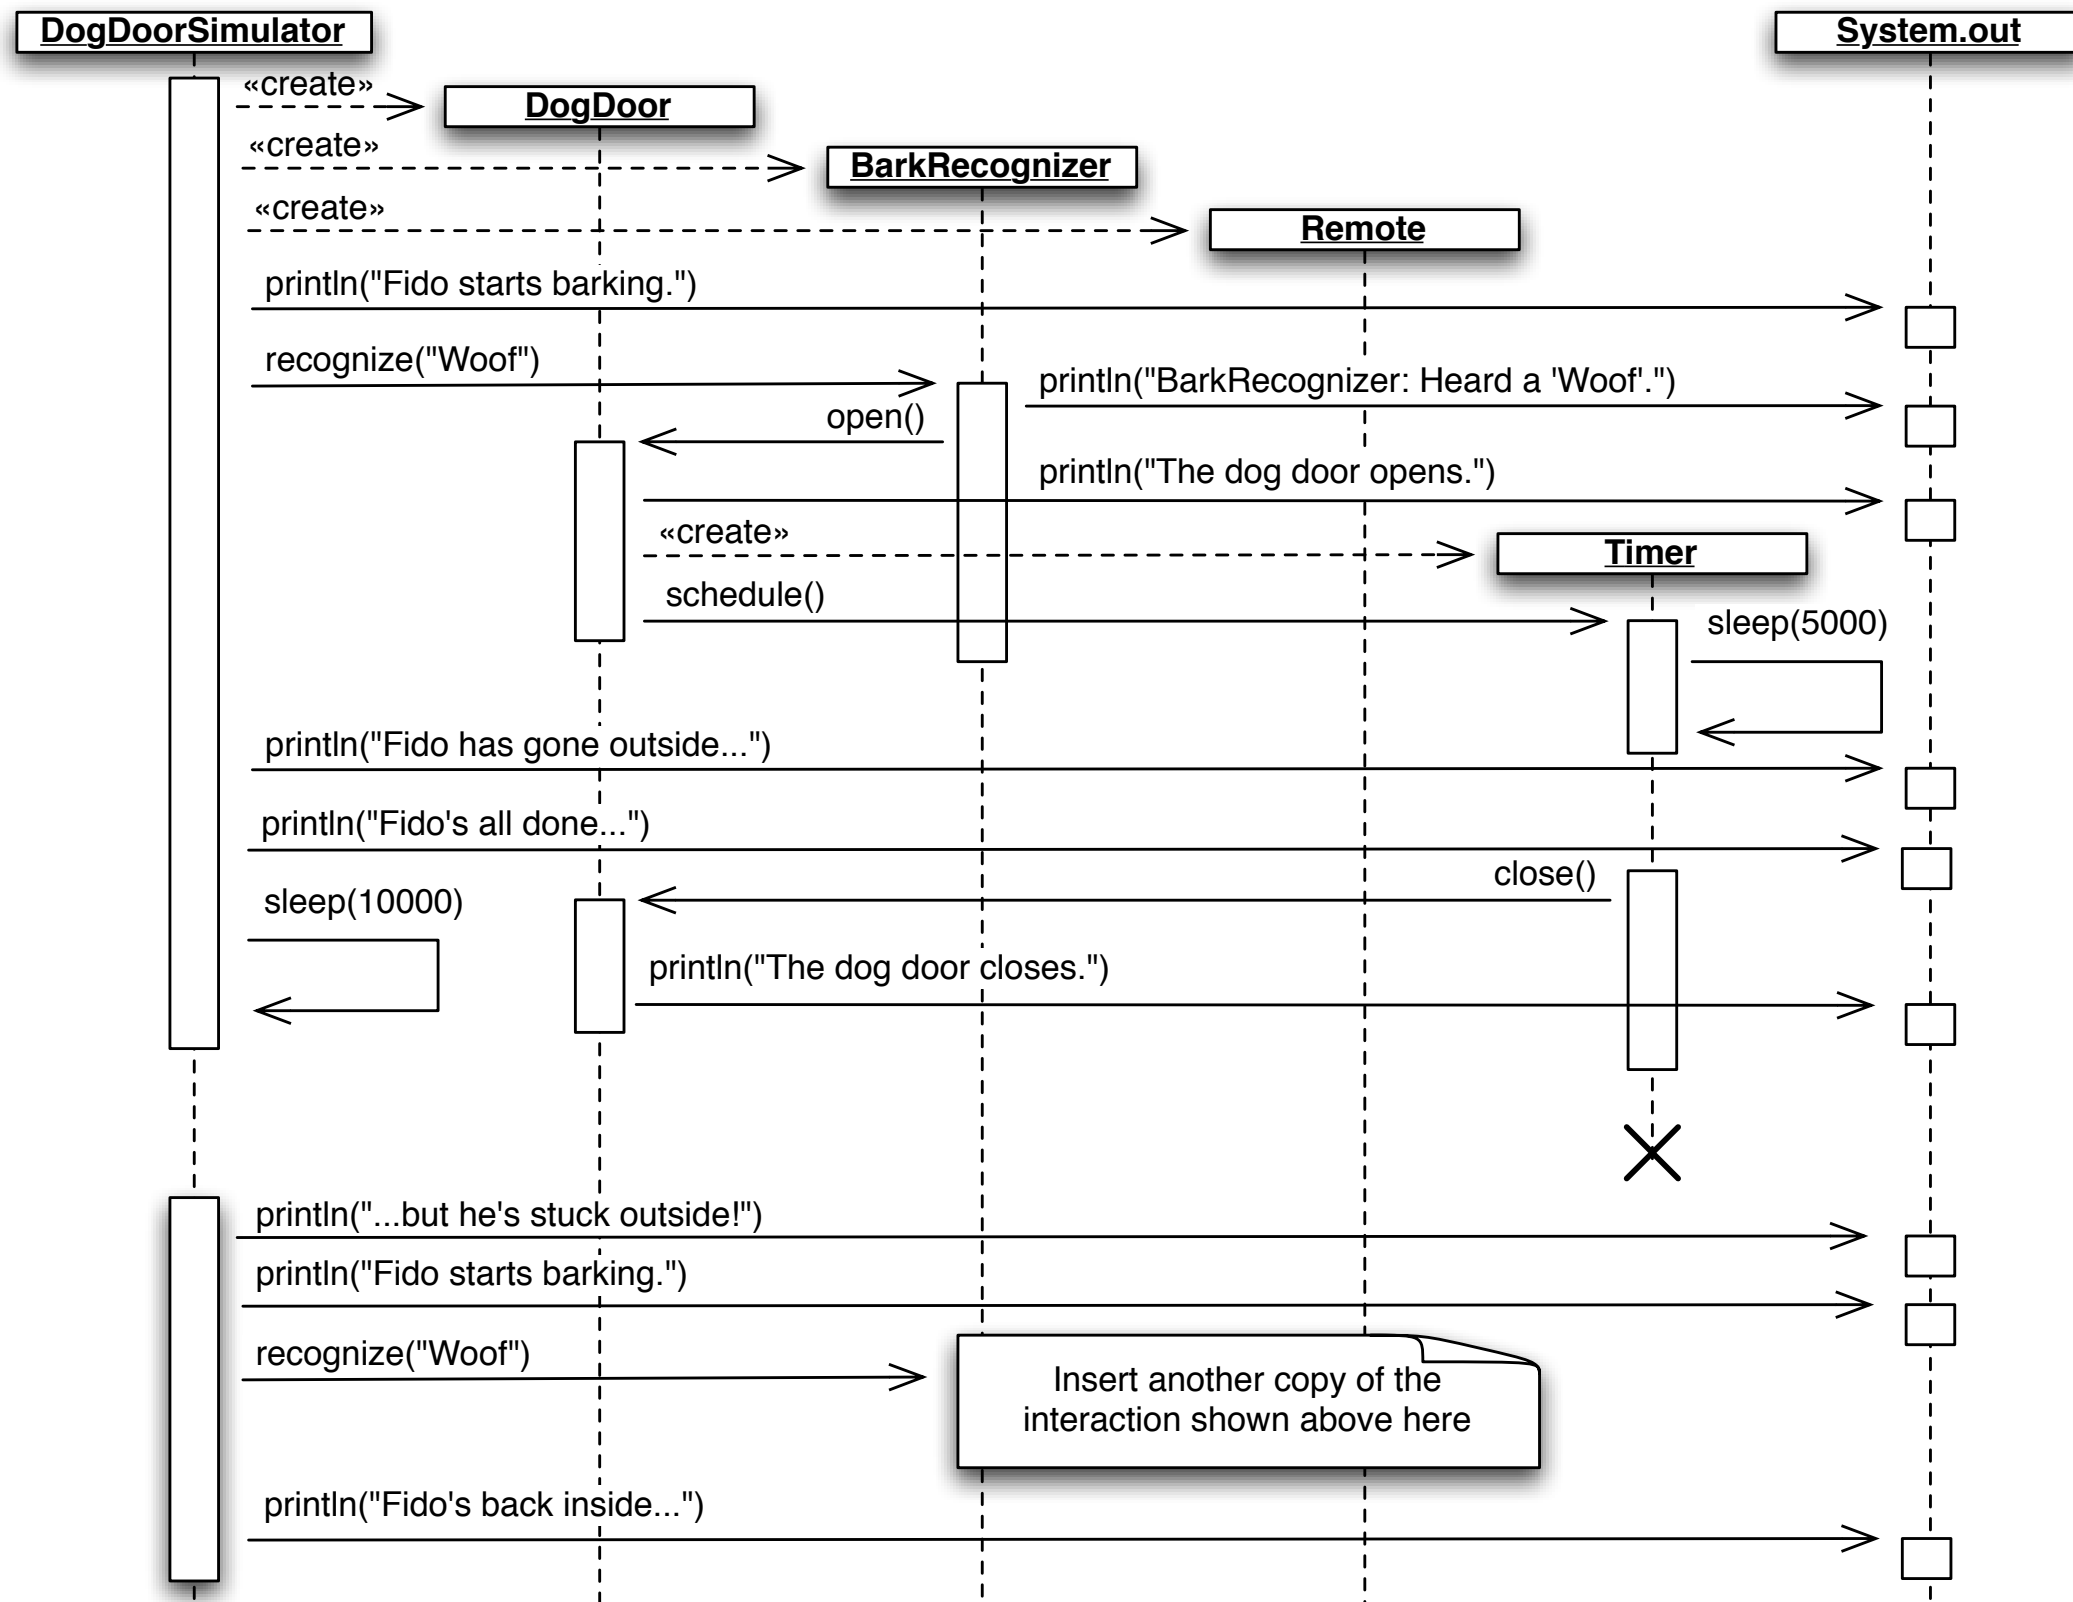 DogDoorSimulator
System.out
«create»
DogDoor
«create»
BarkRecognizer
«create»
Remote
println("Fido starts barking.")
recognize("Woof")
println("BarkRecognizer: Heard a 'Woof'.")
open()
println("The dog door opens.")
«create»
Timer
schedule()
sleep(5000)
println("Fido has gone outside...")
println("Fido's all done...")
close()
sleep(10000)
println("The dog door closes.")
println("...but he's stuck outside!")
println("Fido starts barking.")
recognize("Woof")
Insert another copy of the
interaction shown above here
println("Fido's back inside...")